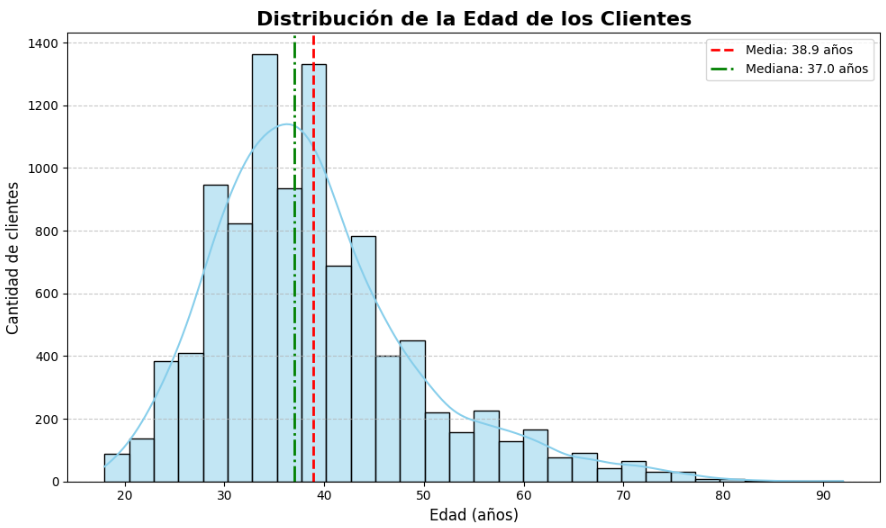 Distribución de la Edad de los Clientes
Media: 38.9 años
Mediana: 37.0 años
Cantidad de clientes
1400
1200
1000
800
600
400
200
0
20 30 40 50 60 70 80 90
Edad (años)